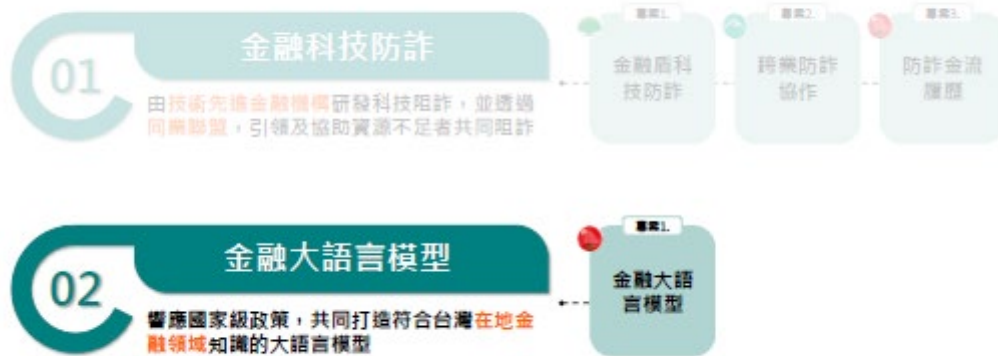 01
金融科技防詐
由技術先進金融機構研發科技阻詐，並透過
同業聯盟，引領及協助資源不足者共同阻詐
專案1.
金融盾科
技防詐
專案2.
跨業防詐
協作
專案3.
防詐金流
履歷
02
金融大語言模型
響應國家級政策，共同打造符合台灣在地金
融領域知識的大語言模型
專案1.
金融大語
言模型